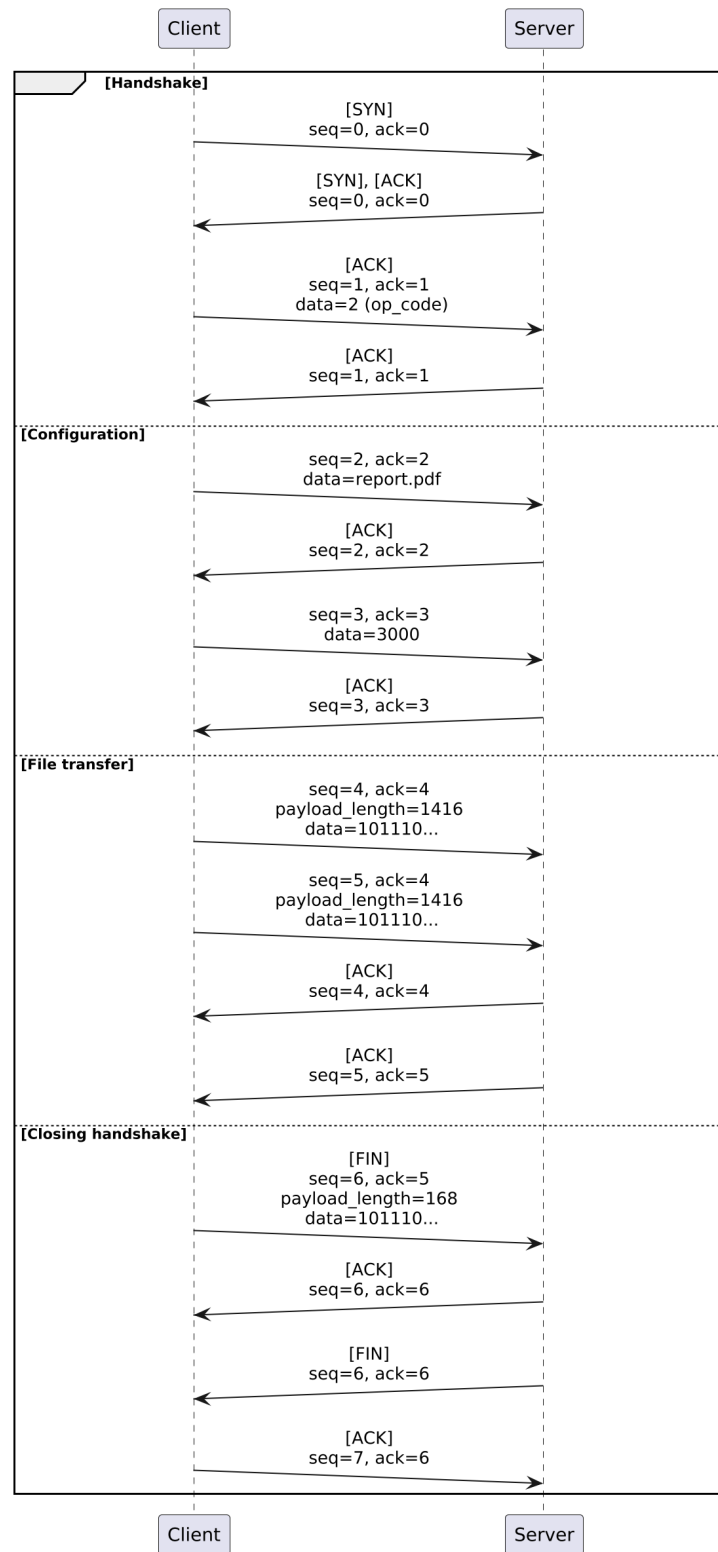 Client
Server
[Handshake]
[SYN]
seq=0, ack=0
[SYN], [ACK]
seq=0, ack=0
[ACK]
seq=1, ack=1
data=2 (op_code)
[ACK]
seq=1, ack=1
[Configuration]
seq=2, ack=2
data=report.pdf
[ACK]
seq=2, ack=2
seq=3, ack=3
data=3000
[ACK]
seq=3, ack=3
[File transfer]
seq=4, ack=4
payload_length=1416
data=101110...
seq=5, ack=4
payload_length=1416
data=101110...
[ACK]
seq=4, ack=4
[ACK]
seq=5, ack=5
[Closing handshake]
[FIN]
seq=6, ack=5
payload_length=168
data=101110...
[ACK]
seq=6, ack=6
[FIN]
seq=6, ack=6
[ACK]
seq=7, ack=6
Client
Server